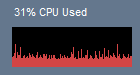 31% CPU Used